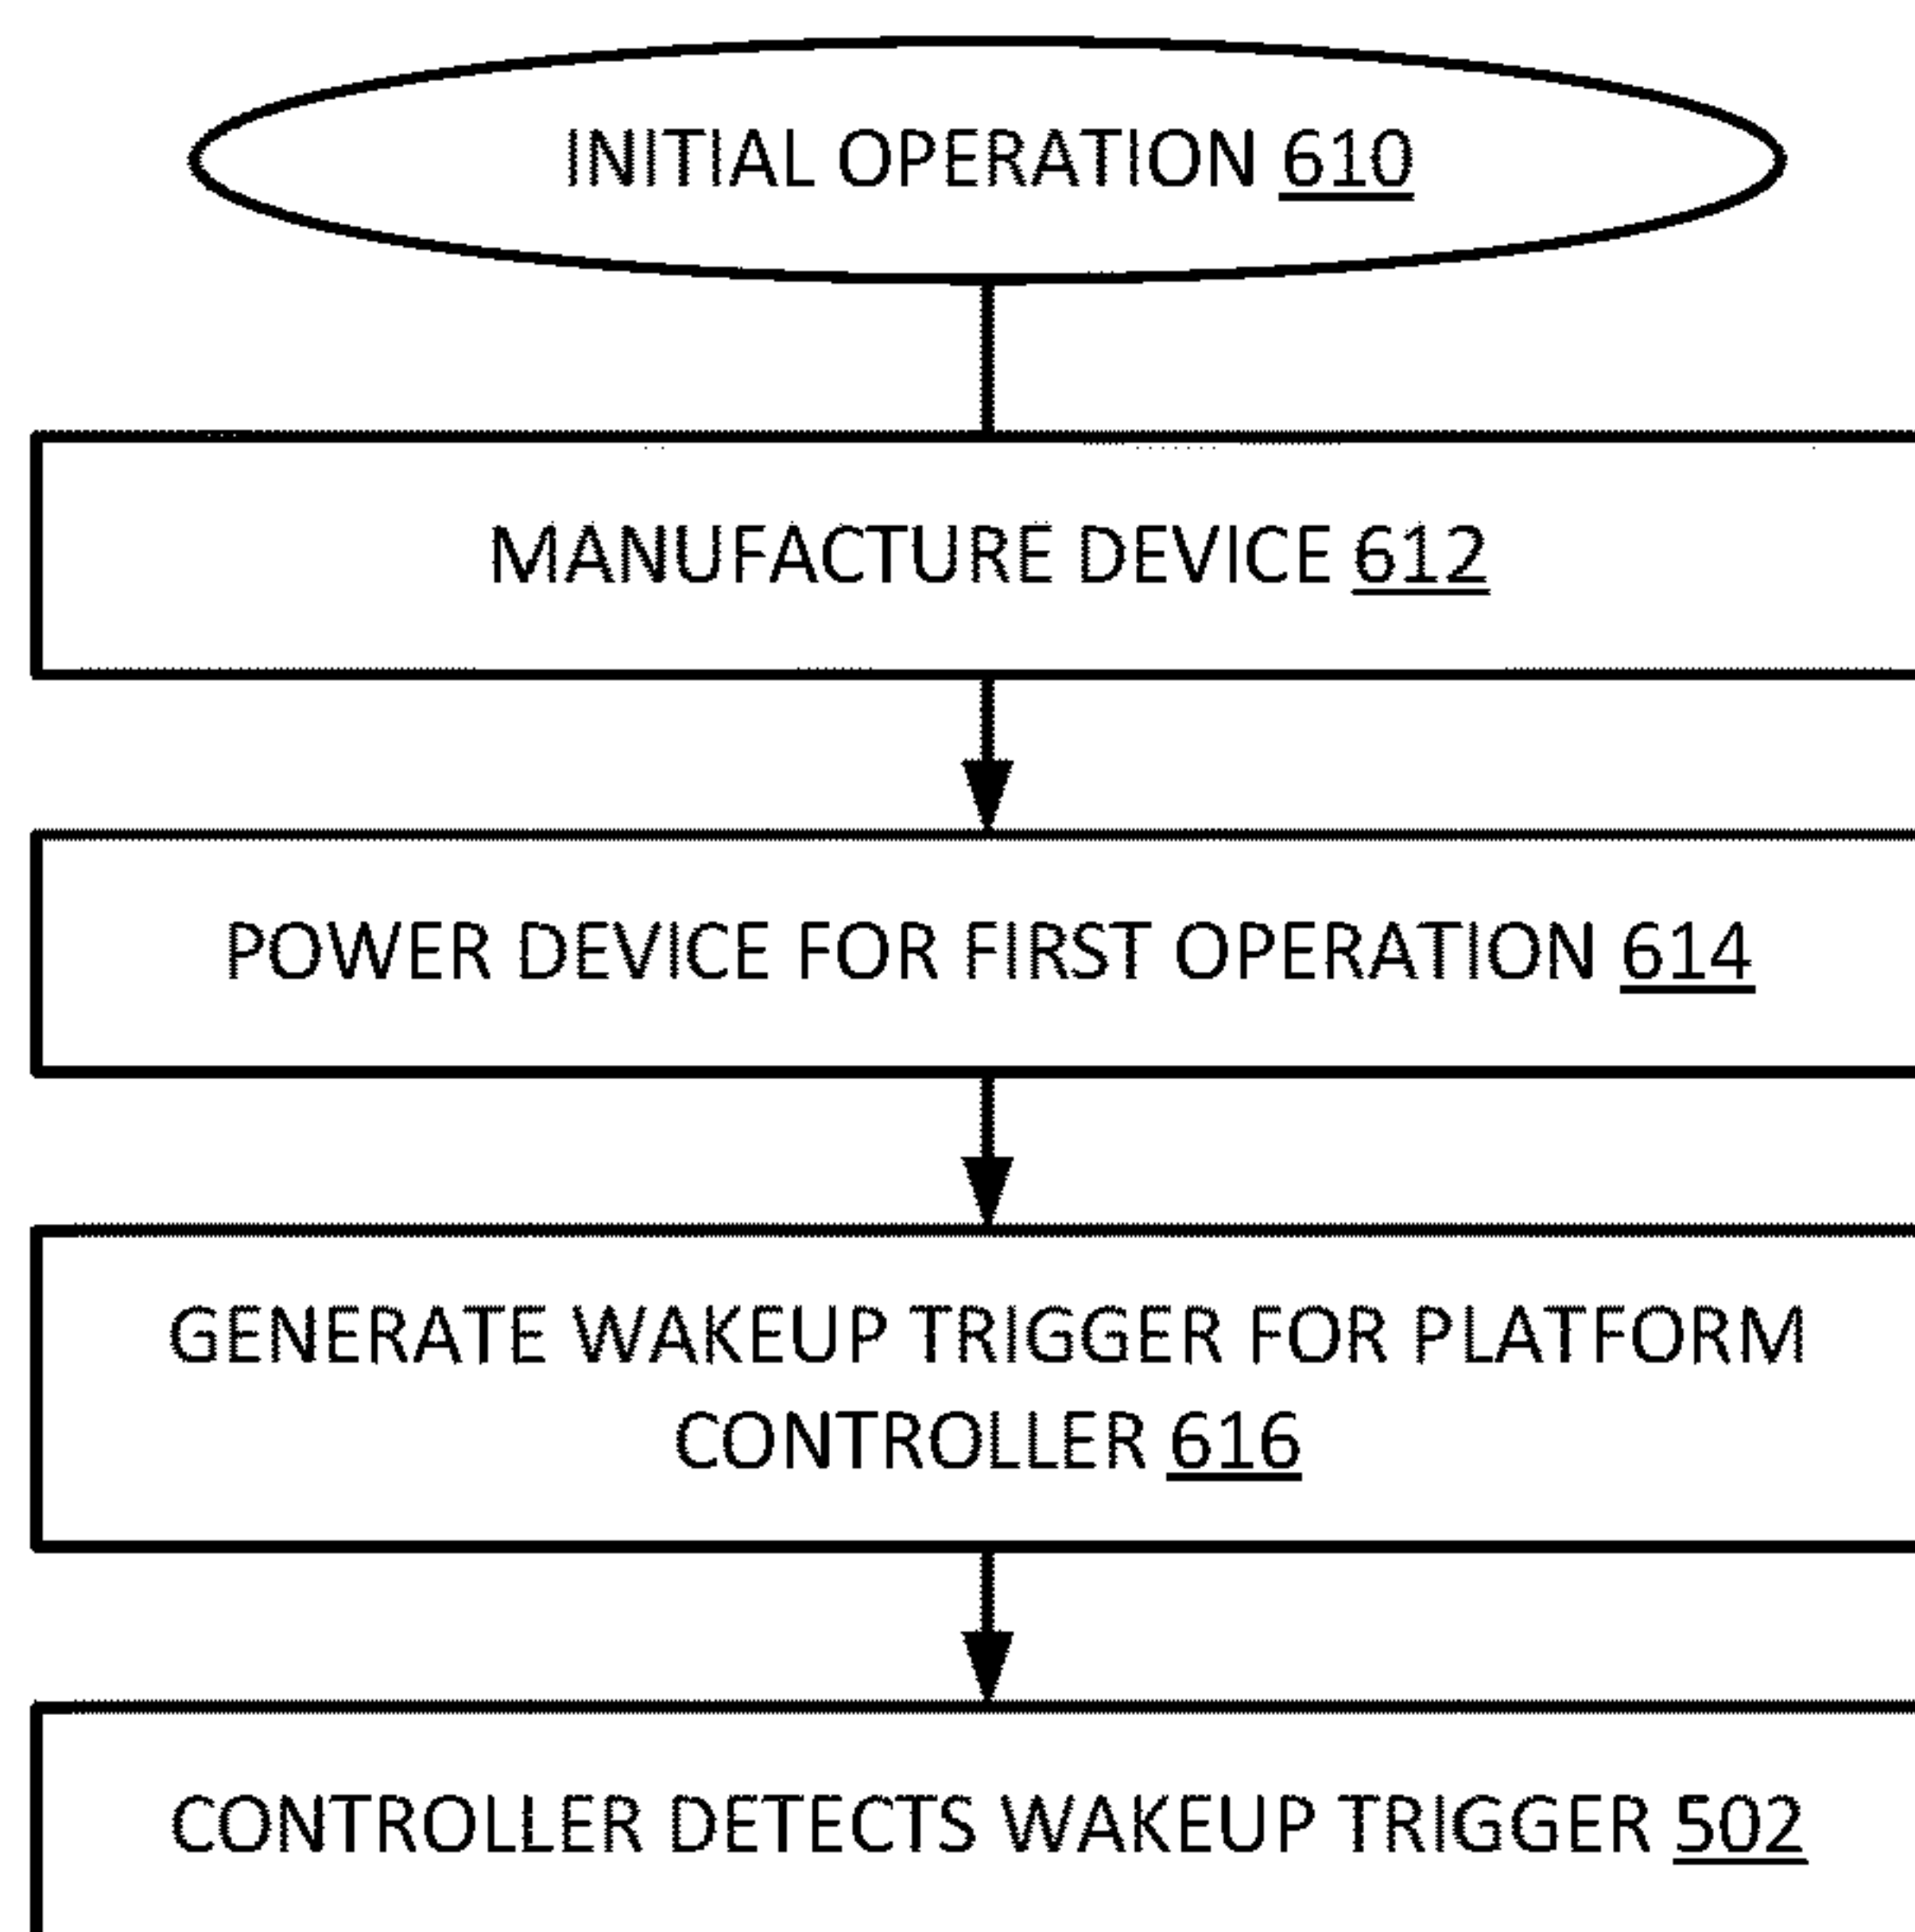 INITIAL OPERATION 610
MANUFACTURE DEVICE 612
POWER DEVICE FOR FIRST OPERATION 614
GENERATE WAKEUP TRIGGER FOR PLATFORM
CONTROLLER 616
CONTROLLER DETECTS WAKEUP TRIGGER 502